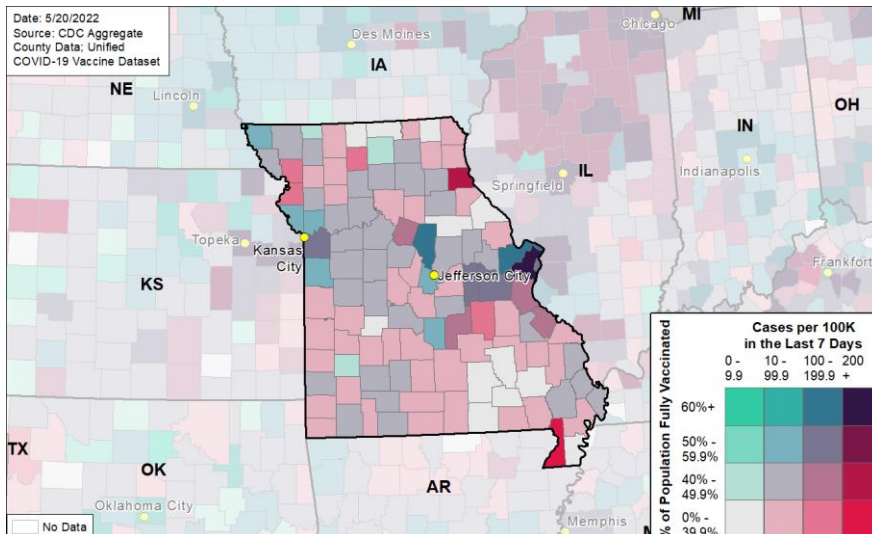 Date: 5/20/2022
Source: CDC Aggregate
County Data; Unified
COVID-19 Vaccine Dataset
MI
Chicago
Des Moines
IA
NE
Lincoln
OH
IN
Indianapolis
IL
Springfield
Topeka
Kansas
City
Jefferson City
Frankfort
KS
Cases per 100K
in the Last 7 Days
0 - 10 - 100 - 200
9.9 99.9 199.9 +
% of Population Fully Vaccinated
60%+
50% -
59.9%
40% -
49.9%
0% -
39.9%
TX
OK
AR
Oklahoma City
Memphis
No Data